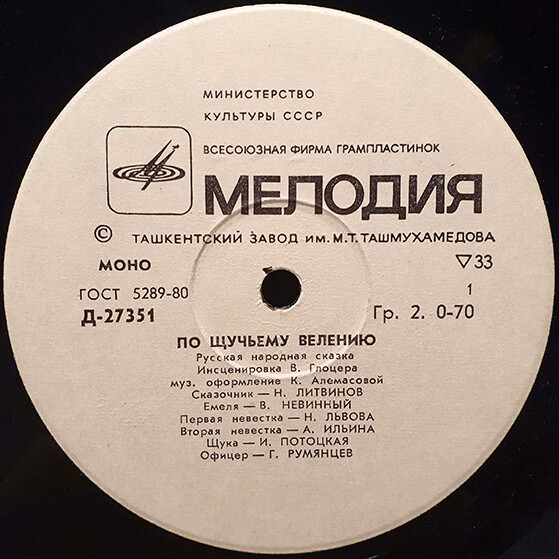 МИНИСТЕРСТВО
КУЛЬТУРЫ СССР
ВСЕСОЮЗНАЯ ФИРМА ГРАМПЛАСТИНОК
МЕЛОДИЯ
© ТАШКЕНТСКИЙ ЗАВОД ИМ. М.Т. ТАШМУХАМЕДОВА
МОНО ▽33
ГОСТ 5289-80 1
Д-27351 Гр. 2. 0-70
ПО ЩУЧЬЕМУ ВЕЛЕНИЮ
Русская народная сказка
Инсценировка В. Глоцера
муз. оформление К. Алемасовой
Сказочник — Н. ЛИТВИНОВ
Емеля — В. НЕВИННЫЙ
Первая невестка — Н. ЛЬВОВА
Вторая невестка — А. ИЛЬИНА
Щука — И. ПОТОЦКАЯ
Офицер — Г. РУМЯНЦЕВ